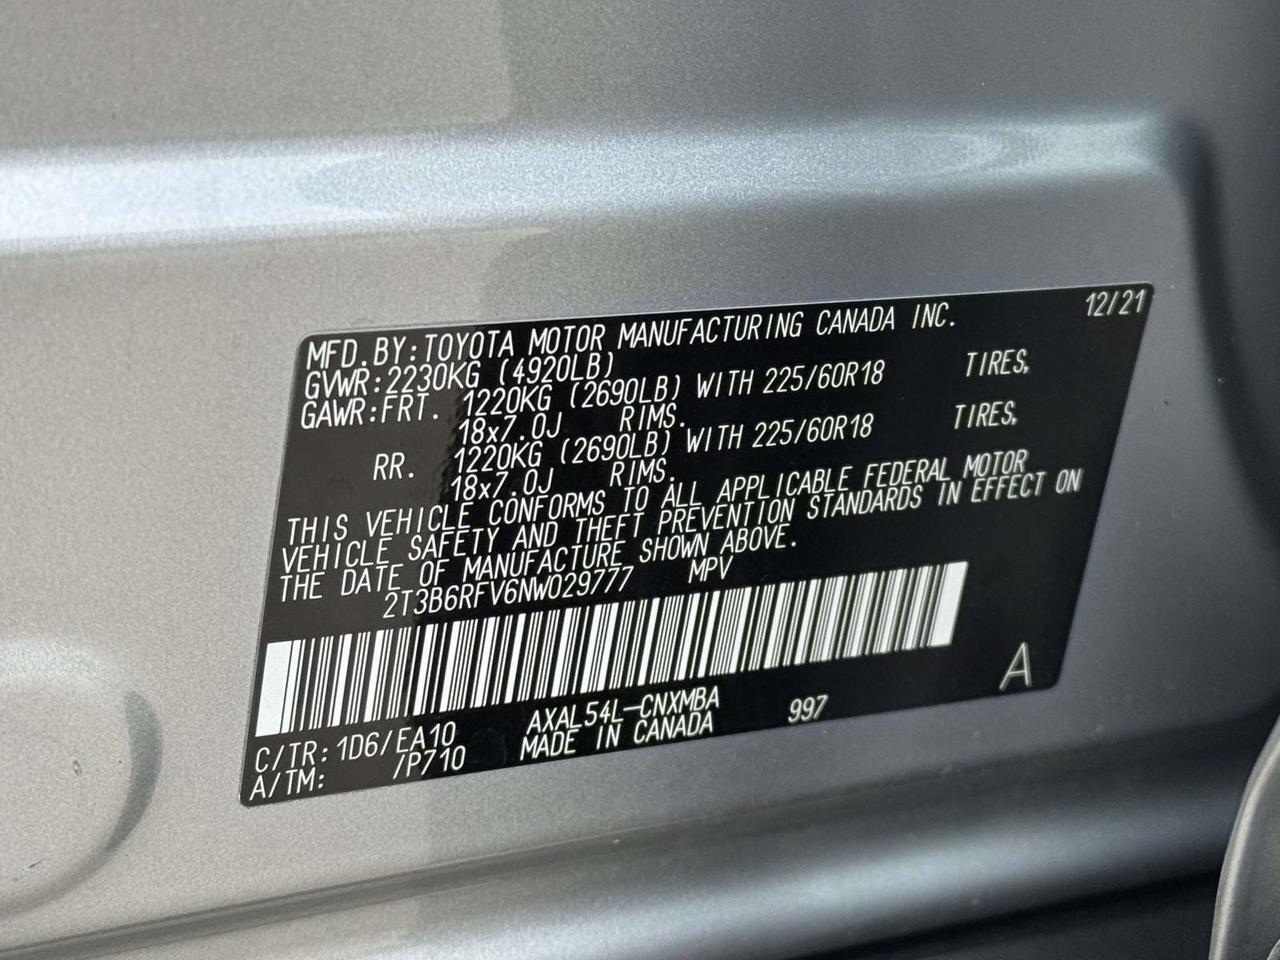 12/21
MFD.BY:TOYOTA MOTOR MANUFACTURING CANADA INC.
GVWR:2230KG (4920LB)
GAWR:FRT. 1220KG (2690LB) WITH 225/60R18 TIRES,
18x7.0J RIMS.
RR. 1220KG (2690LB) WITH 225/60R18 TIRES,
18x7.0J RIMS.
THIS VEHICLE CONFORMS TO ALL APPLICABLE FEDERAL MOTOR
VEHICLE SAFETY AND THEFT PREVENTION STANDARDS IN EFFECT ON
THE DATE OF MANUFACTURE SHOWN ABOVE.
2T3B6RFV6NW029777 MPV
A
C/TR:1D6/EA10 AXAL54L-CNXMBA 997
A/TM: /P710 MADE IN CANADA